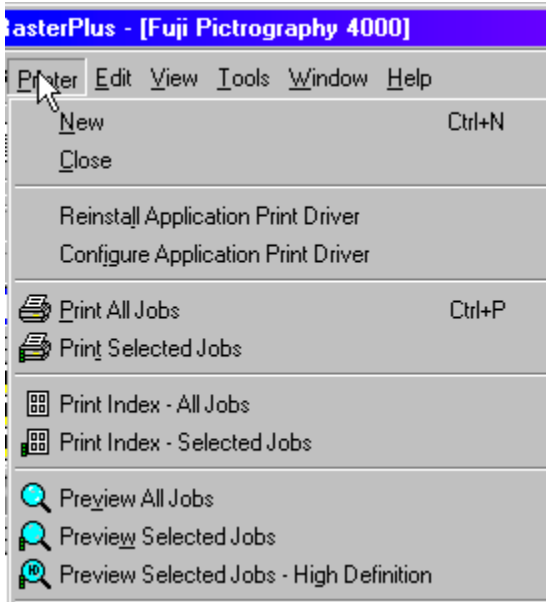 RasterPlus - [Fuji Pictrography 4000]
Printer Edit View Tools Window Help
New Ctrl+N
Close
Reinstall Application Print Driver
Configure Application Print Driver
Print All Jobs Ctrl+P
Print Selected Jobs
Print Index - All Jobs
Print Index - Selected Jobs
Preview All Jobs
Preview Selected Jobs
HD Preview Selected Jobs - High Definition